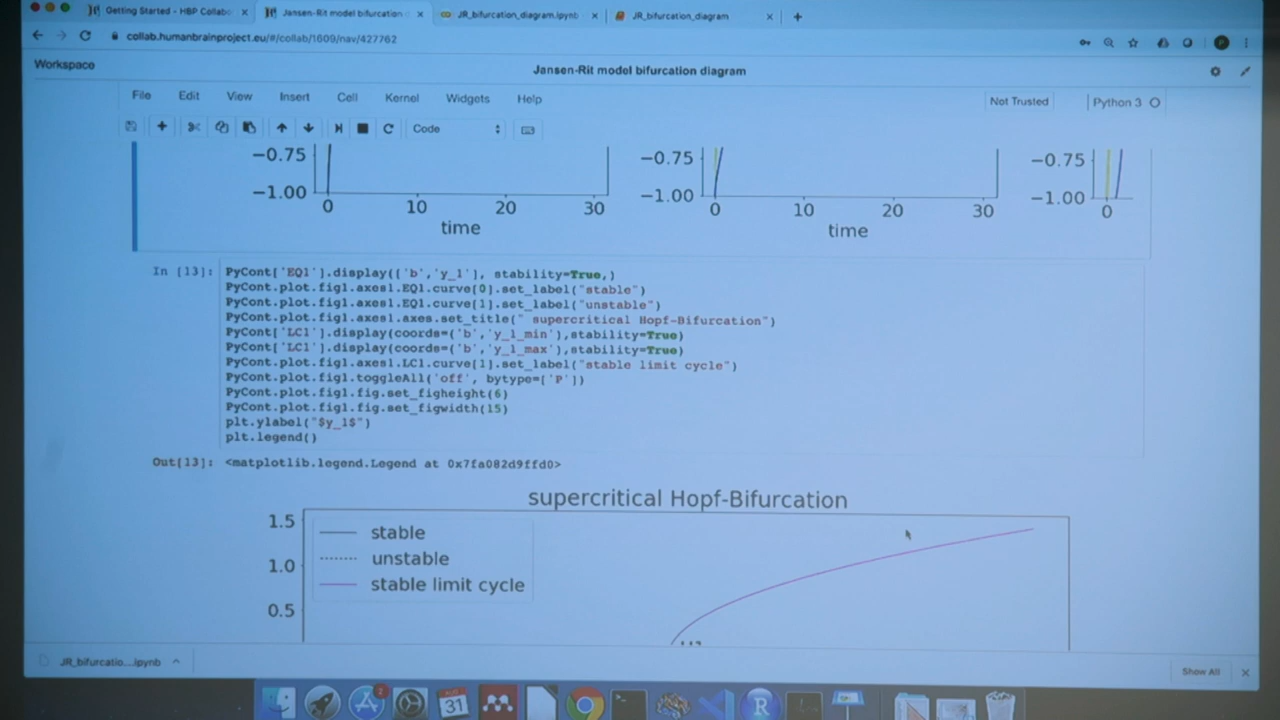 Getting Started - HBP Collabo
Jansen-Rit model bifurcation
JR_bifurcation_diagram.ipynb
JR_bifurcation_diagram
collab.humanbrainproject.eu/#/collab/1609/nav/427762
Workspace
Jansen-Rit model bifurcation diagram
File Edit View Insert Cell Kernel Widgets Help
Not Trusted
Python 3
Code
−0.75 −0.75 −0.75
−1.00 −1.00 −1.00
0 10 20 30 0 10 20 30 0
time time
In [13]: PyCont['EQ1'].display(['b','y_1'], stability=True,)
PyCont.plot.fig1.axes1.EQ1.curve[0].set_label("stable")
PyCont.plot.fig1.axes1.EQ1.curve[1].set_label("unstable")
PyCont.plot.fig1.axes1.axes.set_title(" supercritical Hopf-Bifurcation")
PyCont['LC1'].display(coords=('b','y_1_min'),stability=True)
PyCont['LC1'].display(coords=('b','y_1_max'),stability=True)
PyCont.plot.fig1.axes1.LC1.curve[1].set_label("stable limit cycle")
PyCont.plot.fig1.toggleAll('off', bytype=['P'])
PyCont.plot.fig1.fig.set_figheight(6)
PyCont.plot.fig1.fig.set_figwidth(15)
plt.ylabel("$y_1$")
plt.legend()
Out[13]: <matplotlib.legend.Legend at 0x7fa082d9ffd0>
supercritical Hopf-Bifurcation
1.5
stable
unstable
1.0
stable limit cycle
0.5
JR_bifurcatio...ipynb
Show All
2
31
R